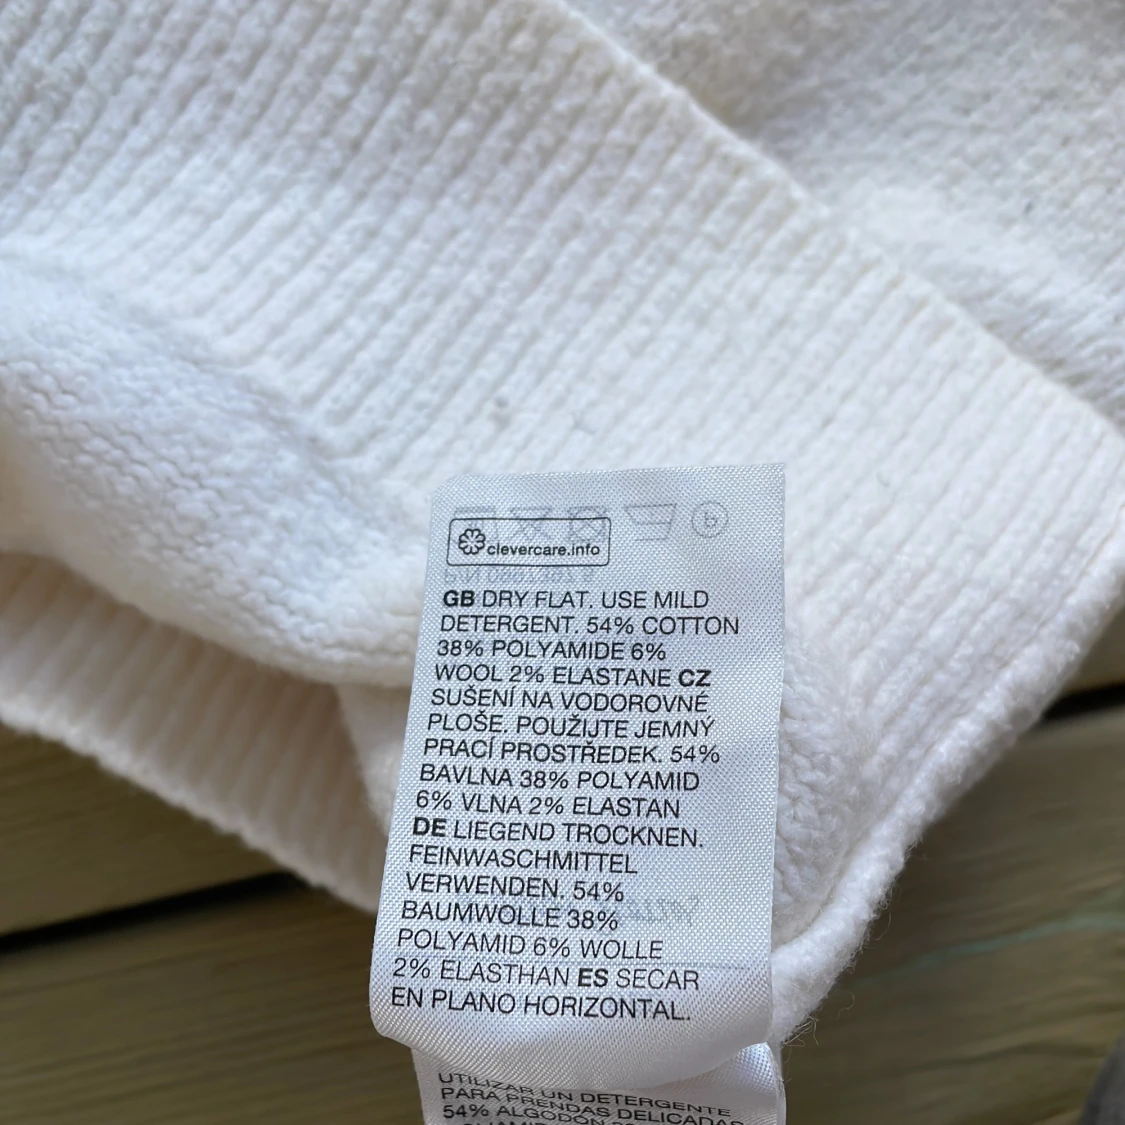 clevercare.info
GB DRY FLAT. USE MILD
DETERGENT. 54% COTTON
38% POLYAMIDE 6%
WOOL 2% ELASTANE CZ
SUŠENÍ NA VODOROVNÉ
PLOŠE. POUŽIJTE JEMNÝ
PRACÍ PROSTŘEDEK. 54%
BAVLNA 38% POLYAMID
6% VLNA 2% ELASTAN
DE LIEGEND TROCKNEN.
FEINWASCHMITTEL
VERWENDEN. 54%
BAUMWOLLE 38%
POLYAMID 6% WOLLE
2% ELASTHAN ES SECAR
EN PLANO HORIZONTAL.
UTILIZAR UN DETERGENTE
PARA PRENDAS DELICADAS
54% ALGODÓN